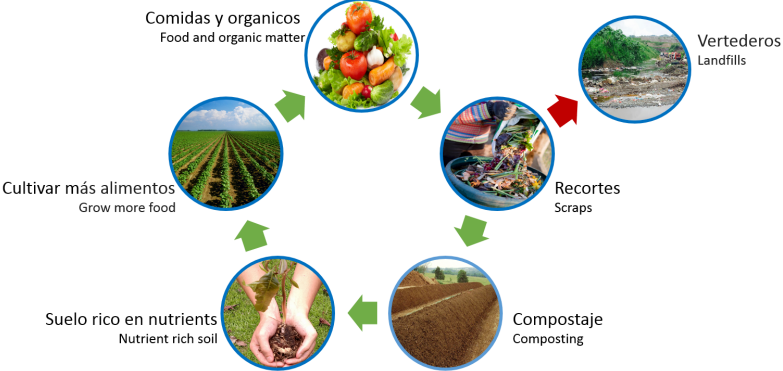 Comidas y organicos
Food and organic matter
Vertederos
Landfills
Cultivar más alimentos
Grow more food
Recortes
Scraps
Suelo rico en nutrients
Nutrient rich soil
Compostaje
Composting